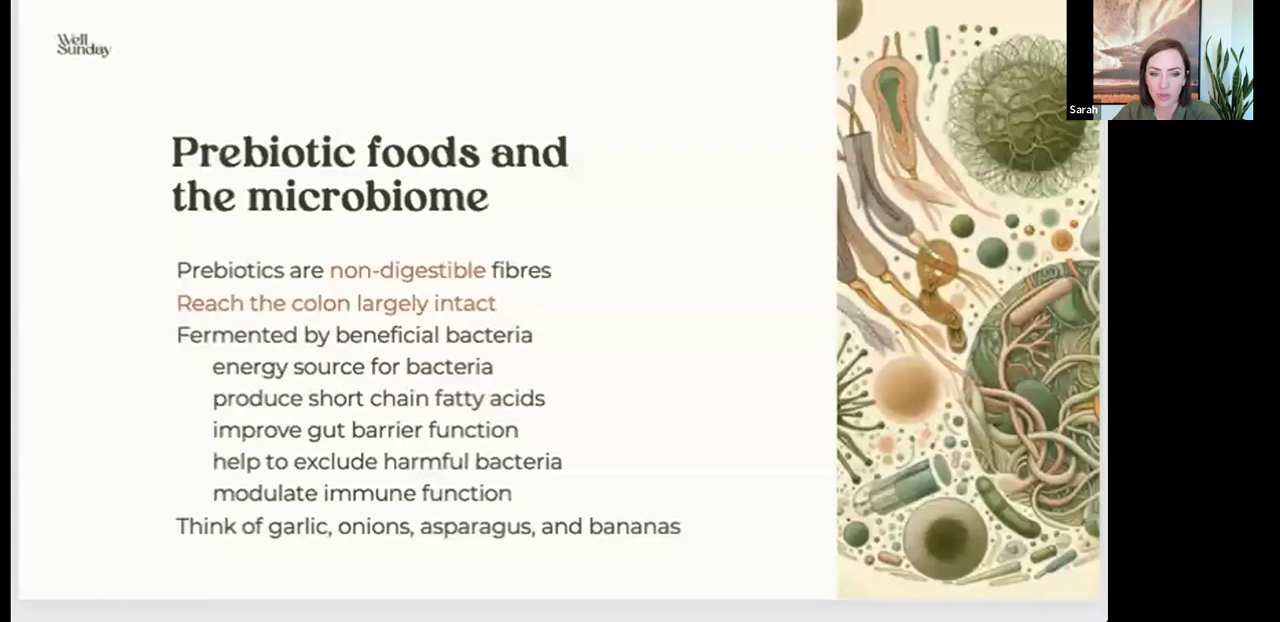 Well
Sunday
Sarah
Prebiotic foods and
the microbiome
Prebiotics are non-digestible fibres
Reach the colon largely intact
Fermented by beneficial bacteria
energy source for bacteria
produce short chain fatty acids
improve gut barrier function
help to exclude harmful bacteria
modulate immune function
Think of garlic, onions, asparagus, and bananas